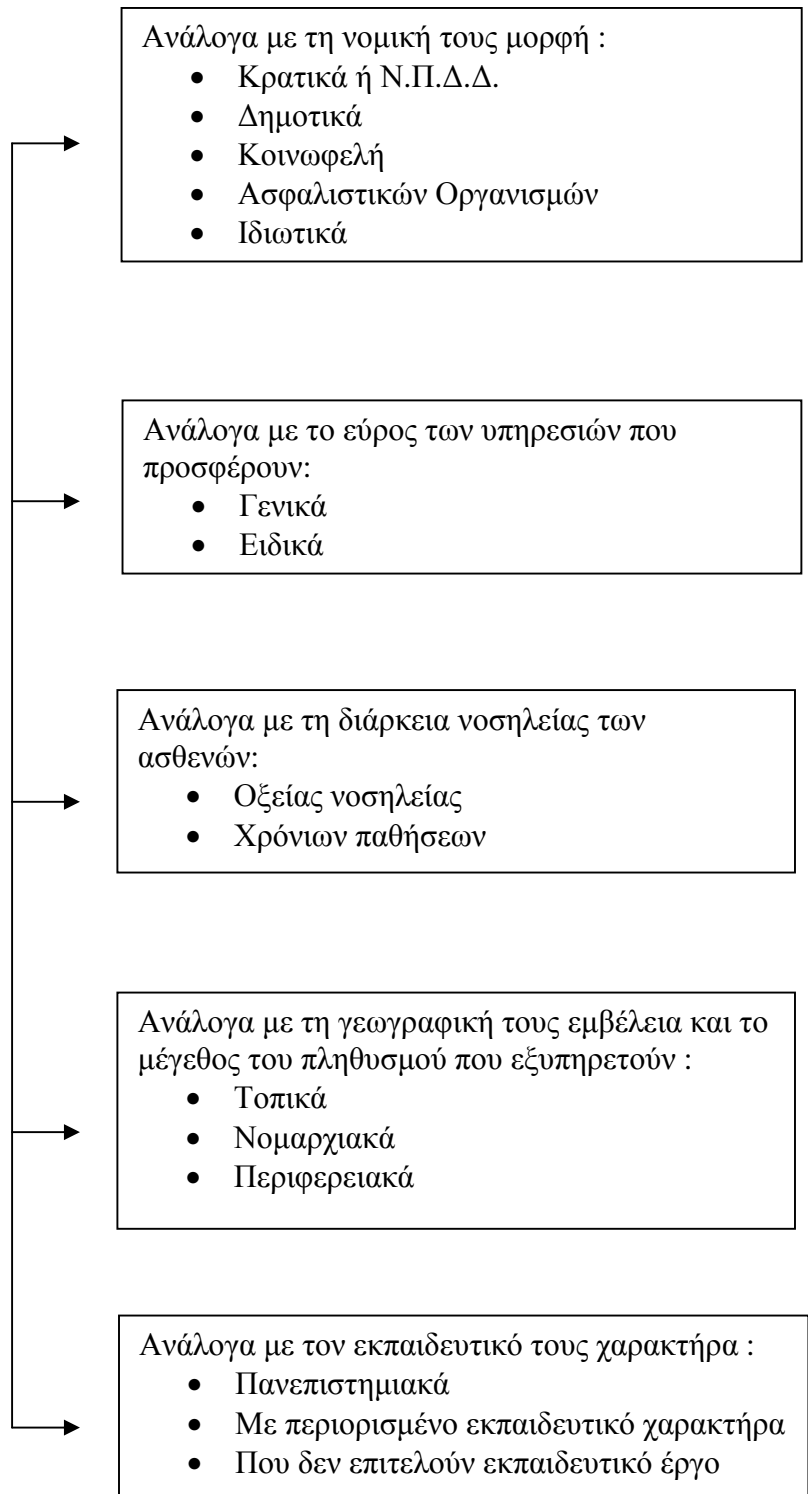 Ανάλογα με τη νομική τους μορφή :
• Κρατικά ή Ν.Π.Δ.Δ.
• Δημοτικά
• Κοινωφελή
• Ασφαλιστικών Οργανισμών
• Ιδιωτικά
Ανάλογα με το εύρος των υπηρεσιών που
προσφέρουν:
• Γενικά
• Ειδικά
Ανάλογα με τη διάρκεια νοσηλείας των
ασθενών:
• Οξείας νοσηλείας
• Χρόνιων παθήσεων
Ανάλογα με τη γεωγραφική τους εμβέλεια και το
μέγεθος του πληθυσμού που εξυπηρετούν :
• Τοπικά
• Νομαρχιακά
• Περιφερειακά
Ανάλογα με τον εκπαιδευτικό τους χαρακτήρα :
• Πανεπιστημιακά
• Με περιορισμένο εκπαιδευτικό χαρακτήρα
• Που δεν επιτελούν εκπαιδευτικό έργο